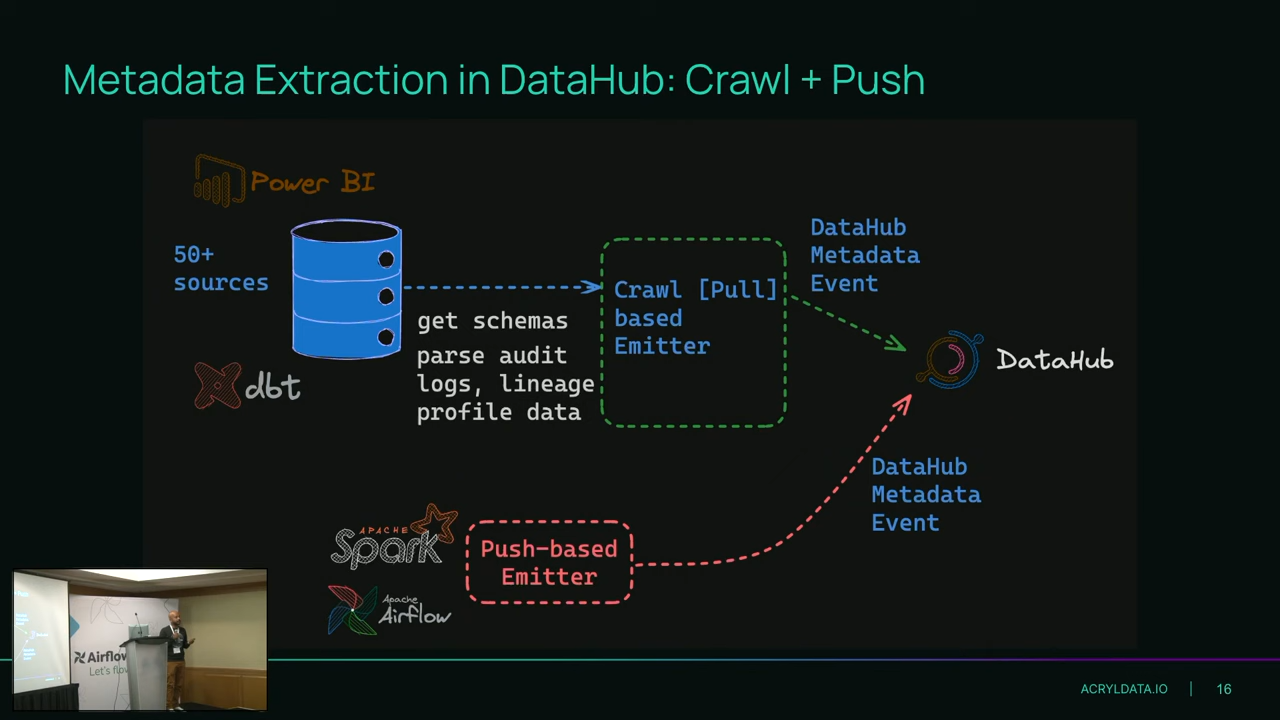 Metadata Extraction in DataHub: Crawl + Push
Power BI
50+
sources
dbt
get schemas
parse audit
logs, lineage
profile data
Crawl [Pull]
based
Emitter
DataHub
Metadata
Event
DataHub
DataHub
Metadata
Event
APACHE
Spark
Push-based
Emitter
Apache
Airflow
Airflow
Let's flow
ACRYLDATA.IO | 16